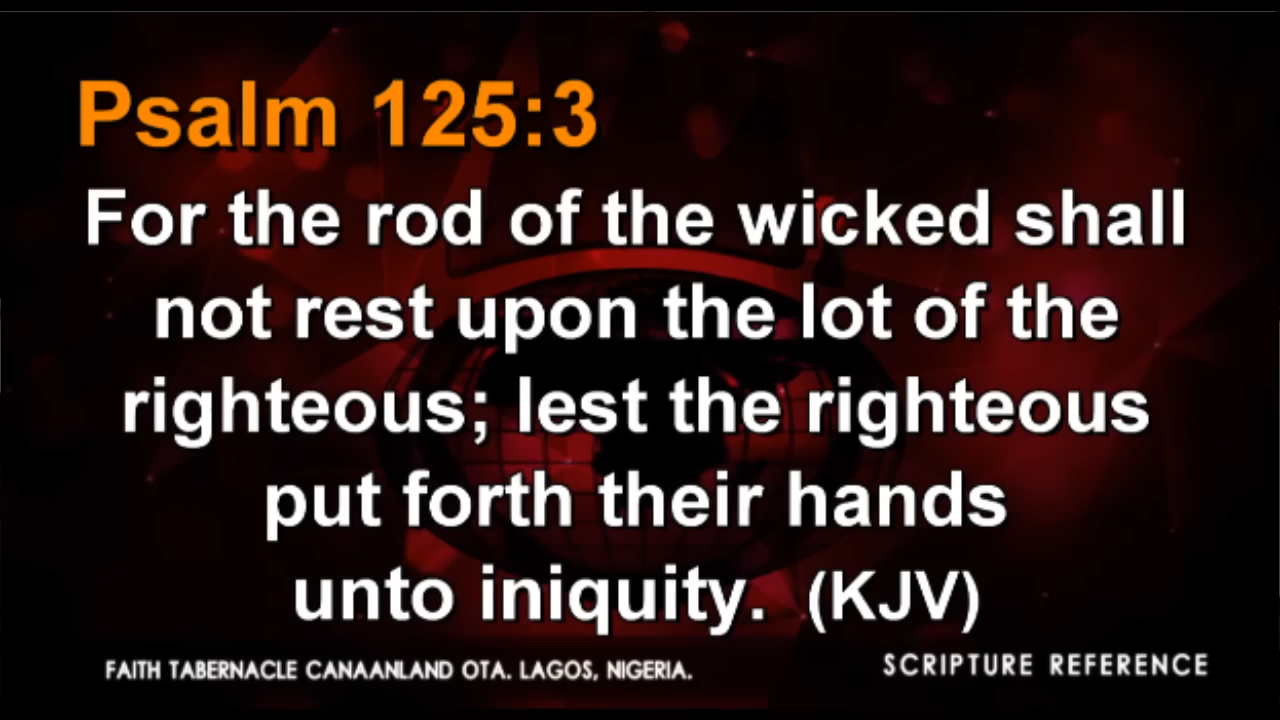 Psalm 125:3
For the rod of the wicked shall
not rest upon the lot of the
righteous; lest the righteous
put forth their hands
unto iniquity. (KJV)
FAITH TABERNACLE CANAANLAND OTA. LAGOS, NIGERIA.
SCRIPTURE REFERENCE